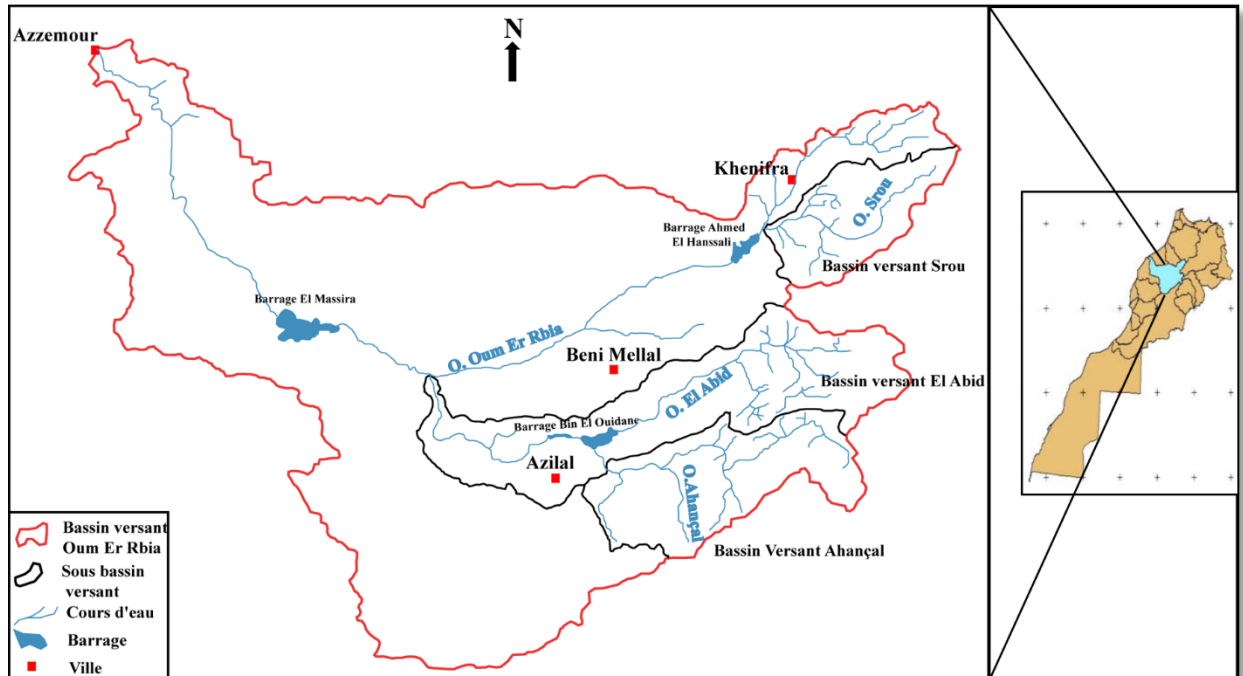 Azzemour
N
Khenifra
O. Srou
Barrage Ahmed
El Hanssali
Bassin versant Srou
Barrage El Massira
O. Oum Er Rbia
Beni Mellal
O. El Abid
Bassin versant El Abid
Barrage Bin El Ouidane
Azilal
O.Ahançal
Bassin Versant Ahançal
Bassin versant
Oum Er Rbia
Sous bassin
versant
Cours d'eau
Barrage
Ville